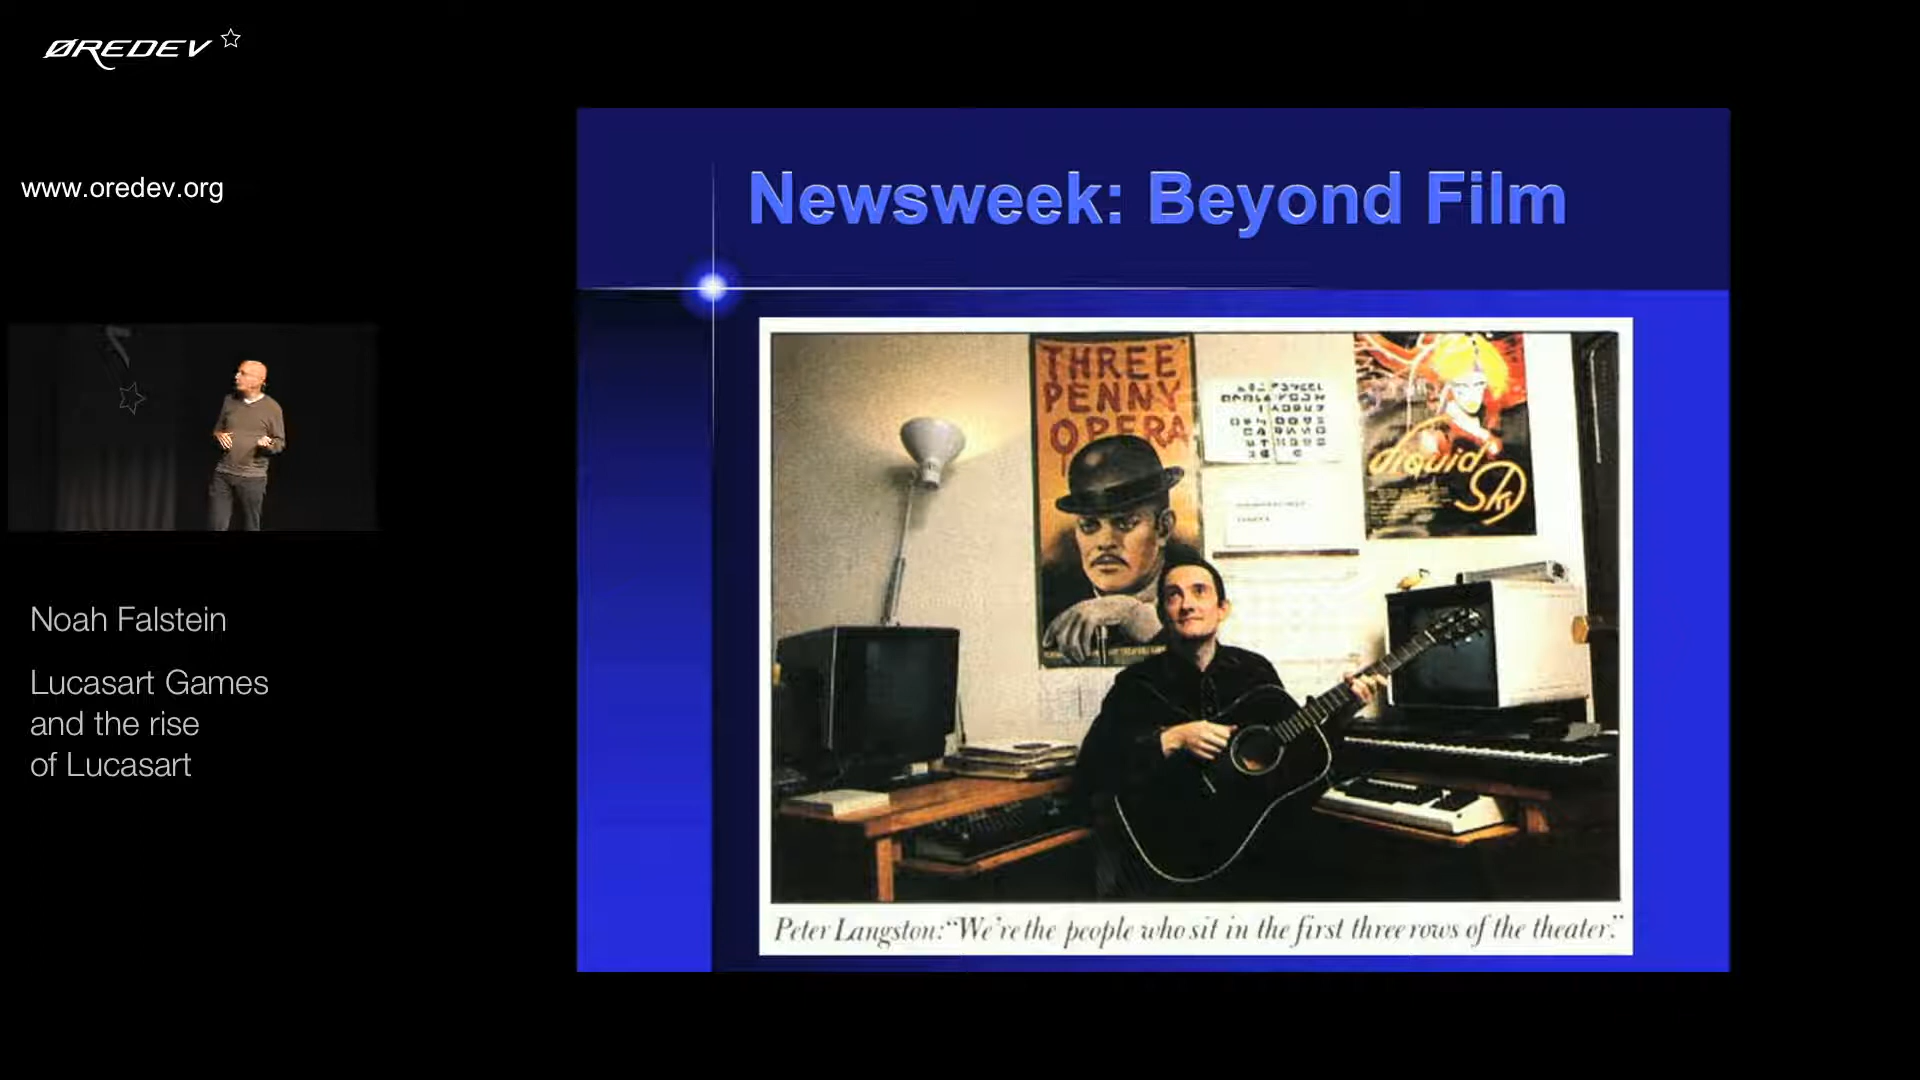 ØREDEV
www.oredev.org
Newsweek: Beyond Film
THREE
PENNY
OPERA
Liquid
Sky
Peter Langston: “We’re the people who sit in the first three rows of the theater.”
Noah Falstein
Lucasart Games
and the rise
of Lucasart